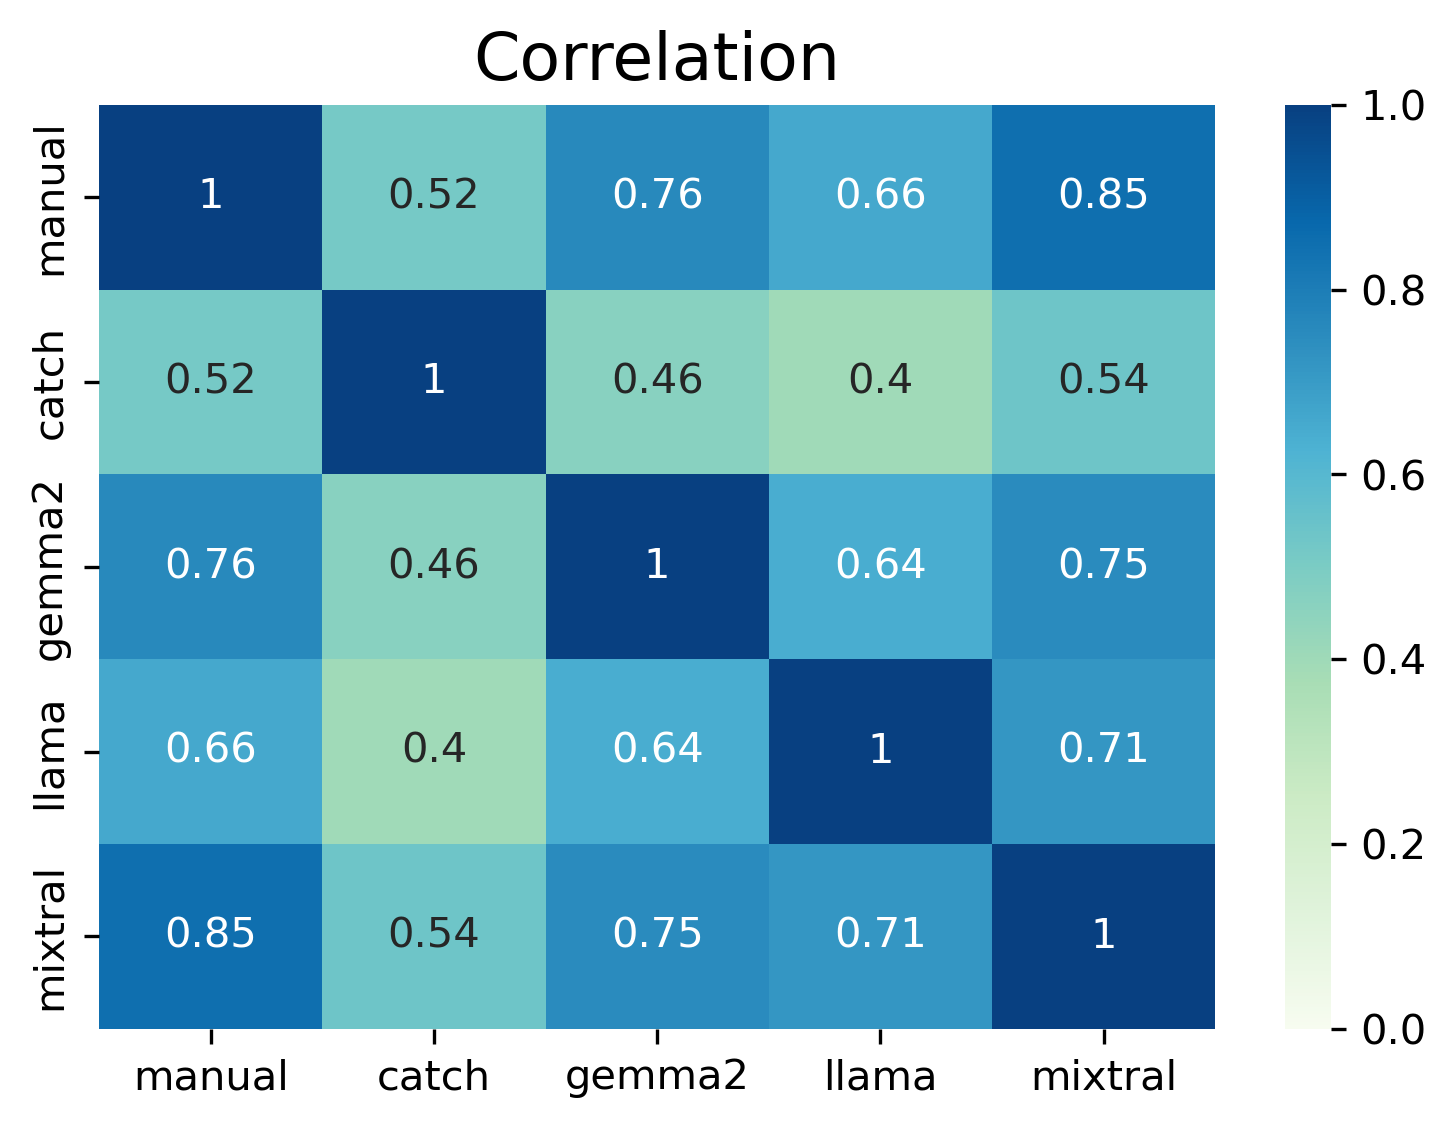 Correlation
manual 1 0.52 0.76 0.66 0.85
catch 0.52 1 0.46 0.4 0.54
gemma2 0.76 0.46 1 0.64 0.75
llama 0.66 0.4 0.64 1 0.71
mixtral 0.85 0.54 0.75 0.71 1
manual catch gemma2 llama mixtral
1.0
0.8
0.6
0.4
0.2
0.0